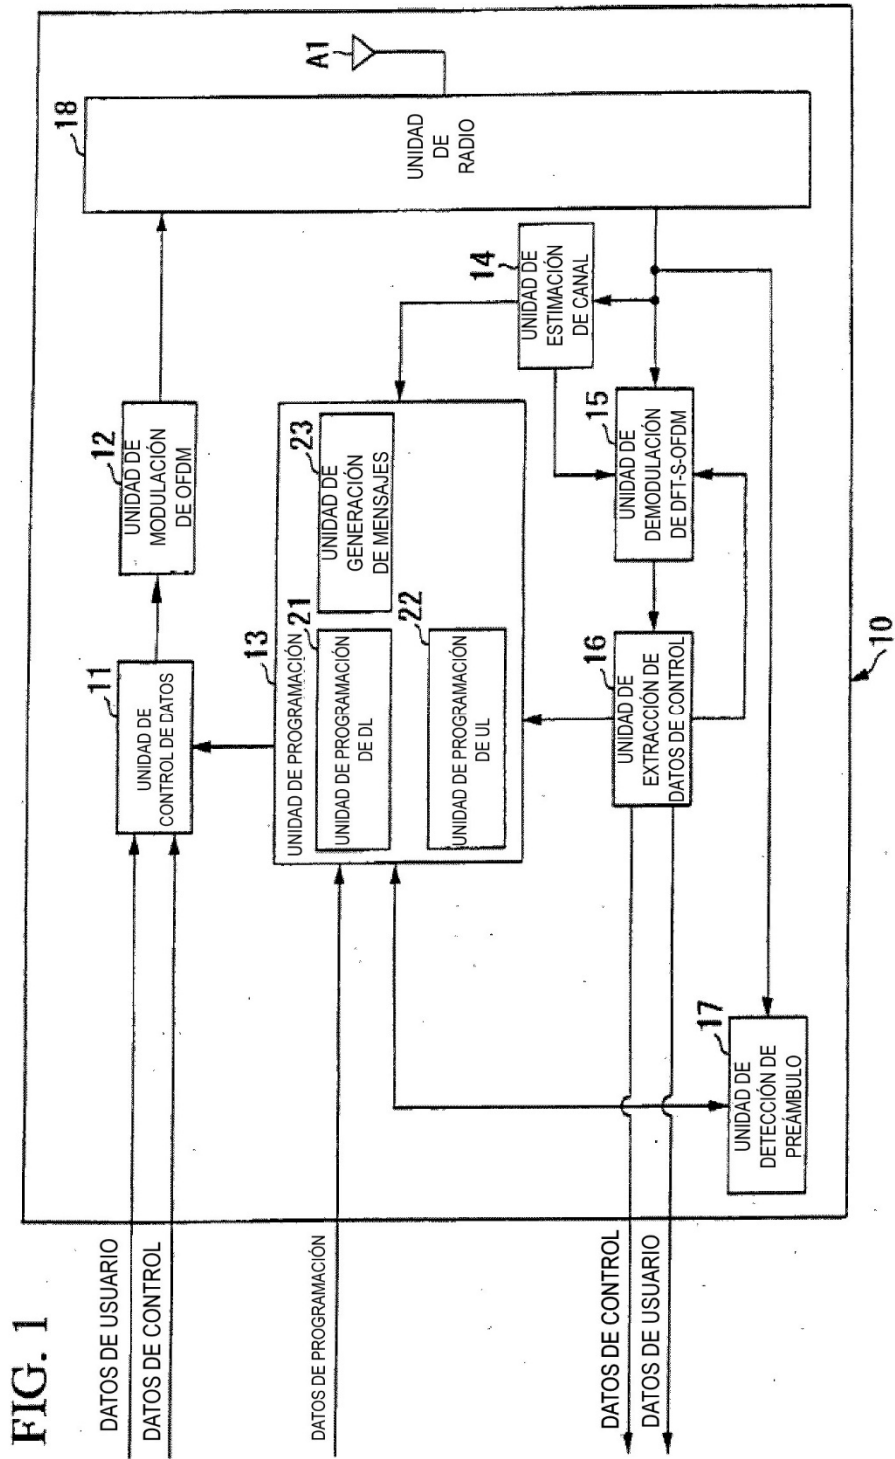 FIG. 1
DATOS DE USUARIO
DATOS DE CONTROL
DATOS DE PROGRAMACIÓN
DATOS DE CONTROL
DATOS DE USUARIO
11
UNIDAD DE
CONTROL DE DATOS
12
UNIDAD DE
MODULACIÓN
DE OFDM
13
UNIDAD DE PROGRAMACIÓN
21
UNIDAD DE PROGRAMACIÓN
DE DL
22
UNIDAD DE PROGRAMACIÓN
DE UL
23
UNIDAD DE
GENERACIÓN
DE MENSAJES
14
UNIDAD DE
ESTIMACIÓN
DE CANAL
15
UNIDAD DE
DEMODULACIÓN
DE DFT-S-OFDM
16
UNIDAD DE
EXTRACCIÓN DE
DATOS DE CONTROL
17
UNIDAD DE
DETECCIÓN DE
PREÁMBULO
18
UNIDAD
DE
RADIO
A1
10